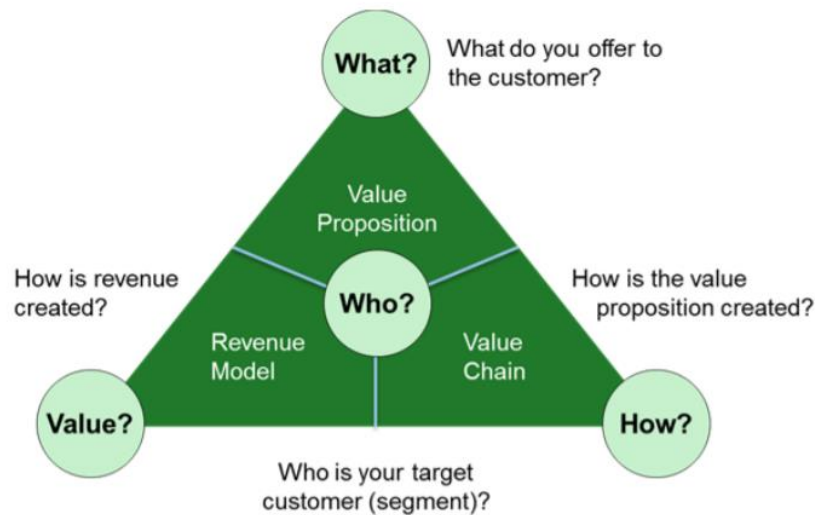 What?
What do you offer to
the customer?
Value
Proposition
How is revenue
created?
Who?
How is the value
proposition created?
Revenue
Model
Value
Chain
Value?
How?
Who is your target
customer (segment)?